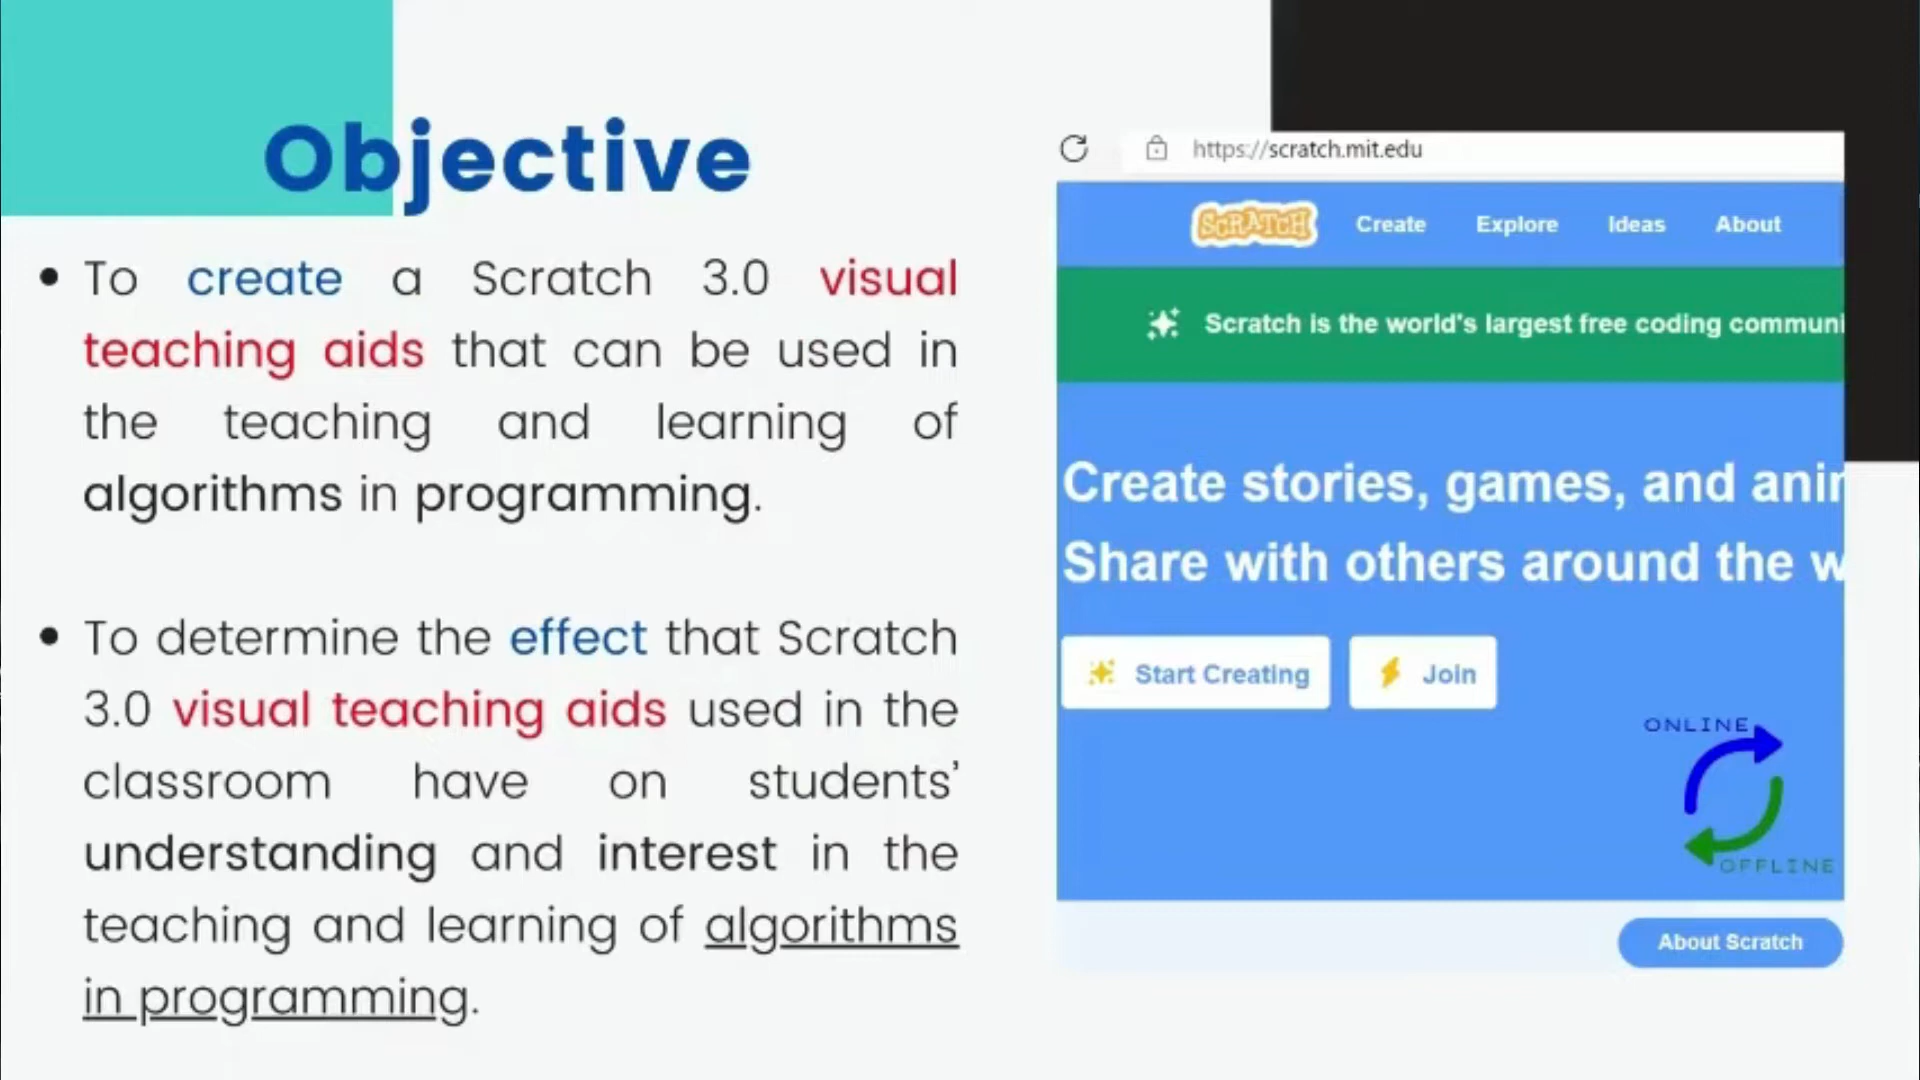 Objective
• To create a Scratch 3.0 visual
teaching aids that can be used in
the teaching and learning of
algorithms in programming.
• To determine the effect that Scratch
3.0 visual teaching aids used in the
classroom have on students’
understanding and interest in the
teaching and learning of algorithms
in programming.
https://scratch.mit.edu
SCRATCH Create Explore Ideas About
Scratch is the world's largest free coding communi
Create stories, games, and anim
Share with others around the w
Start Creating Join
ONLINE
OFFLINE
About Scratch